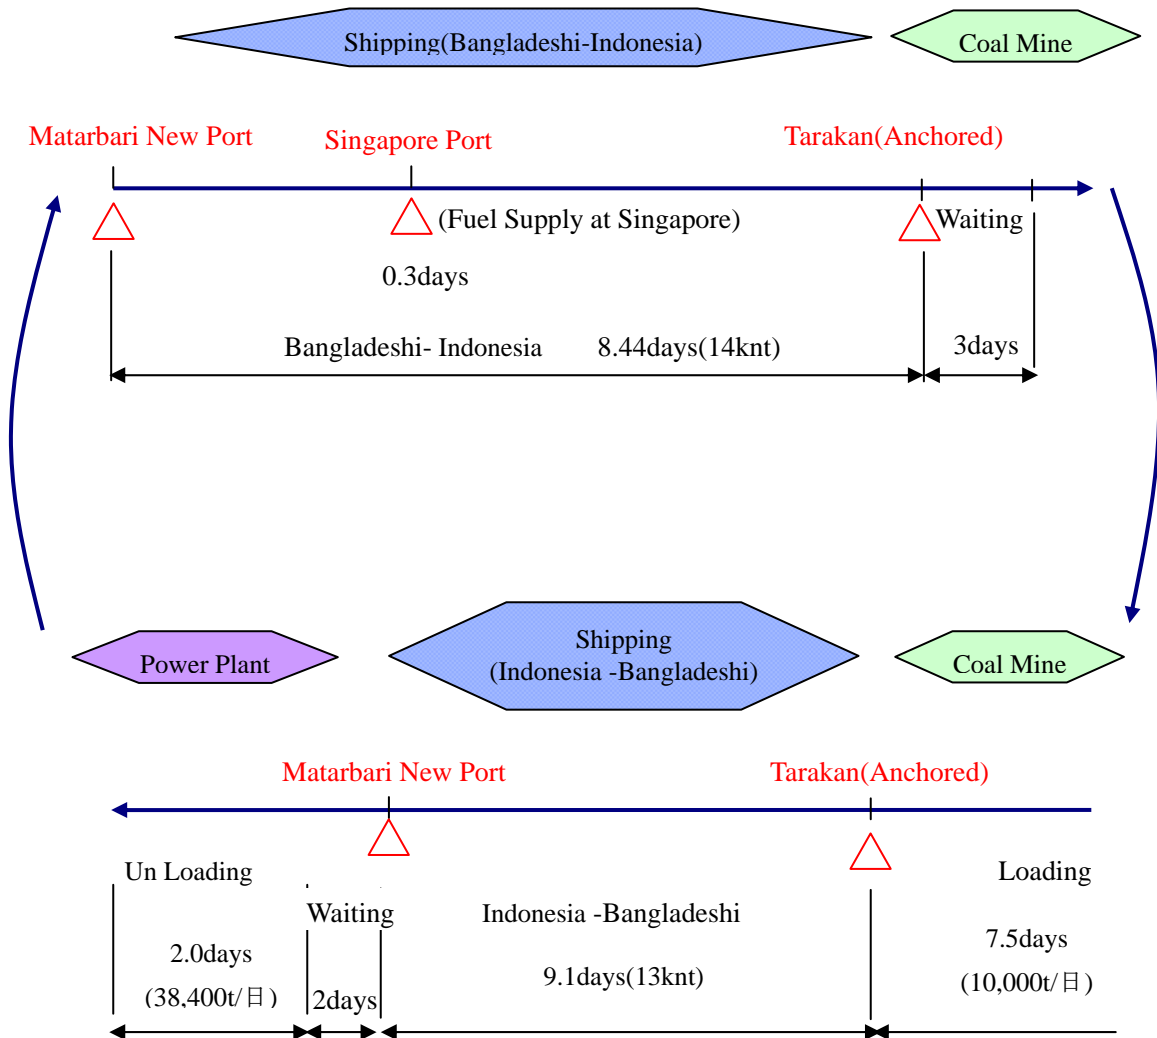 Shipping(Bangladeshi-Indonesia)
Coal Mine
Matarbari New Port
Singapore Port
Tarakan(Anchored)
(Fuel Supply at Singapore)
Waiting
0.3days
Bangladeshi- Indonesia 8.44days(14knt)
3days
Power Plant
Shipping
(Indonesia -Bangladeshi)
Coal Mine
Matarbari New Port
Tarakan(Anchored)
Un Loading
Loading
Waiting
Indonesia -Bangladeshi
2.0days
(38,400t/日)
2days
9.1days(13knt)
7.5days
(10,000t/日)